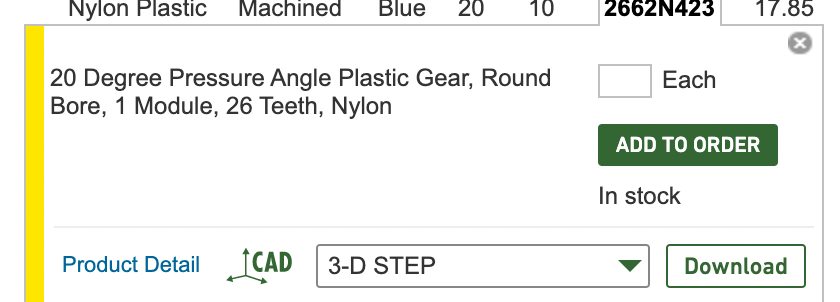 Nylon Plastic Machined Blue 20 10 2662N423 17.85
20 Degree Pressure Angle Plastic Gear, Round
Bore, 1 Module, 26 Teeth, Nylon
Each
ADD TO ORDER
In stock
Product Detail CAD 3-D STEP Download